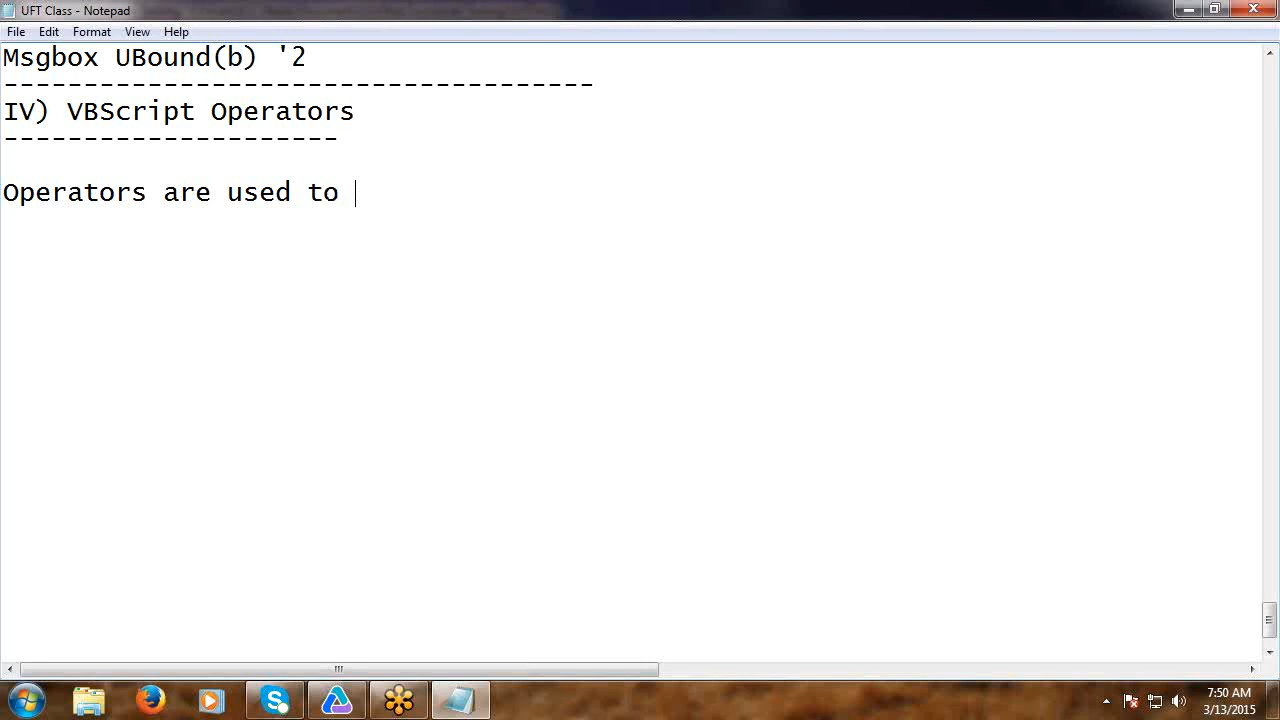 UFT Class - Notepad
File Edit Format View Help
Msgbox UBound(b) '2
-------------------------------------
IV) VBScript Operators
---------------------
Operators are used to
7:50 AM
3/13/2015